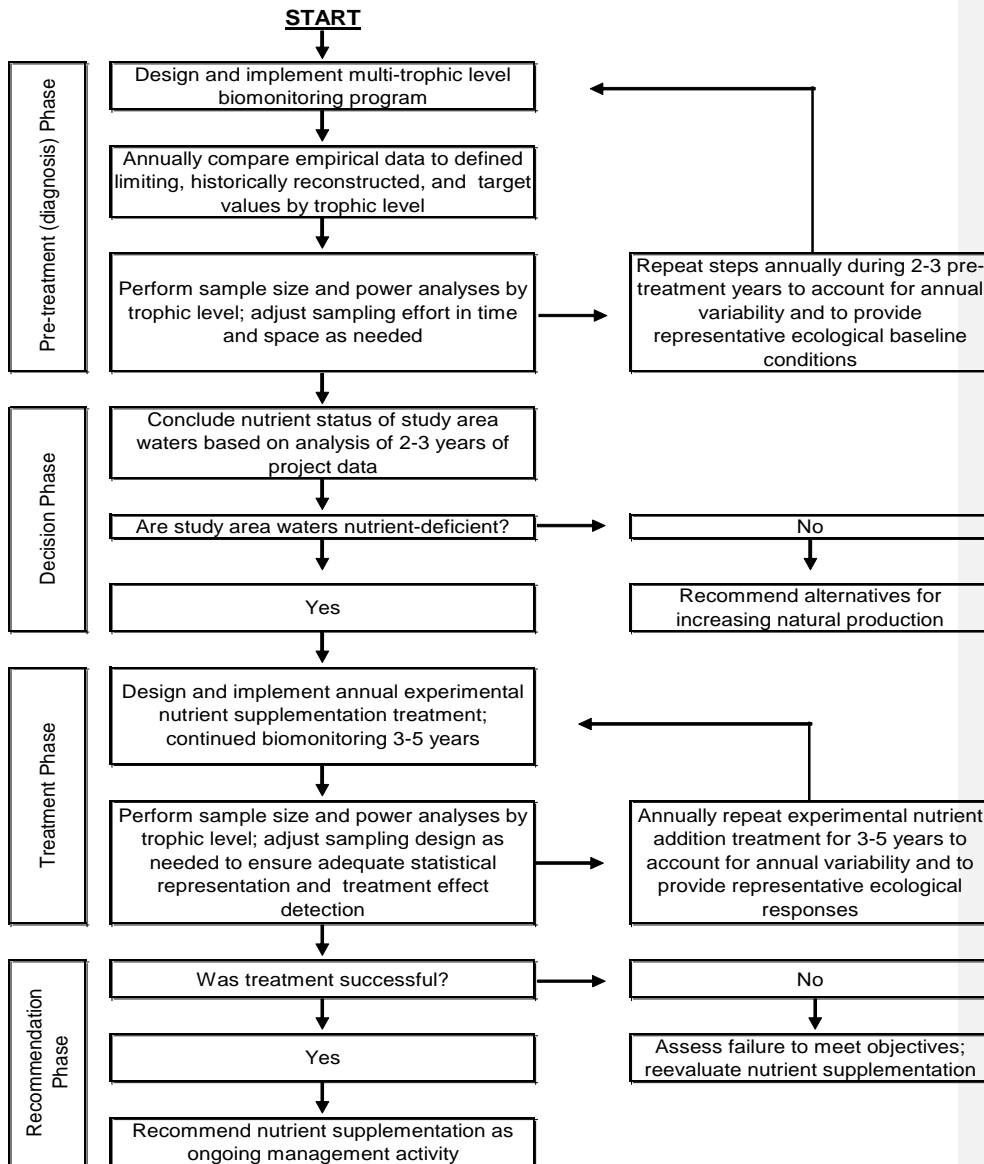 START
Pre-treatment (diagnosis) Phase
Design and implement multi-trophic level
biomonitoring program
Annually compare empirical data to defined
limiting, historically reconstructed, and target
values by trophic level
Perform sample size and power analyses by
trophic level; adjust sampling effort in time
and space as needed
Repeat steps annually during 2-3 pre-
treatment years to account for annual
variability and to provide
representative ecological baseline
conditions
Decision Phase
Conclude nutrient status of study area
waters based on analysis of 2-3 years of
project data
Are study area waters nutrient-deficient?
No
Yes
Recommend alternatives for
increasing natural production
Treatment Phase
Design and implement annual experimental
nutrient supplementation treatment;
continued biomonitoring 3-5 years
Perform sample size and power analyses by
trophic level; adjust sampling design as
needed to ensure adequate statistical
representation and treatment effect
detection
Annually repeat experimental nutrient
addition treatment for 3-5 years to
account for annual variability and to
provide representative ecological
responses
Recommendation
Phase
Was treatment successful?
No
Yes
Assess failure to meet objectives;
reevaluate nutrient supplementation
Recommend nutrient supplementation as
ongoing management activity